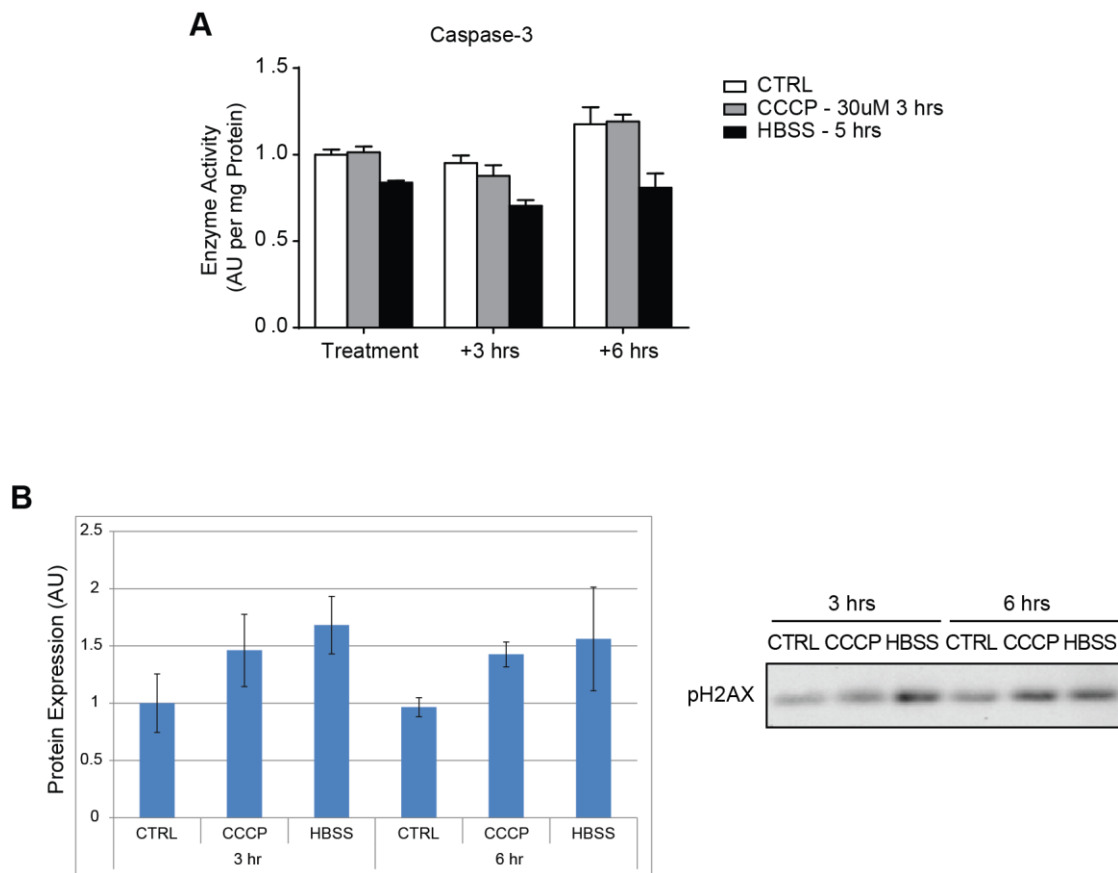 A
Caspase-3
Enzyme Activity
(AU per mg Protein)
1.5
1.0
0.5
0.0
Treatment +3 hrs +6 hrs
CTRL
CCCP - 30uM 3 hrs
HBSS - 5 hrs
B
Protein Expression (AU)
2.5
2
1.5
1
0.5
0
CTRL CCCP HBSS CTRL CCCP HBSS
3 hr 6 hr
3 hrs 6 hrs
CTRL CCCP HBSS CTRL CCCP HBSS
pH2AX